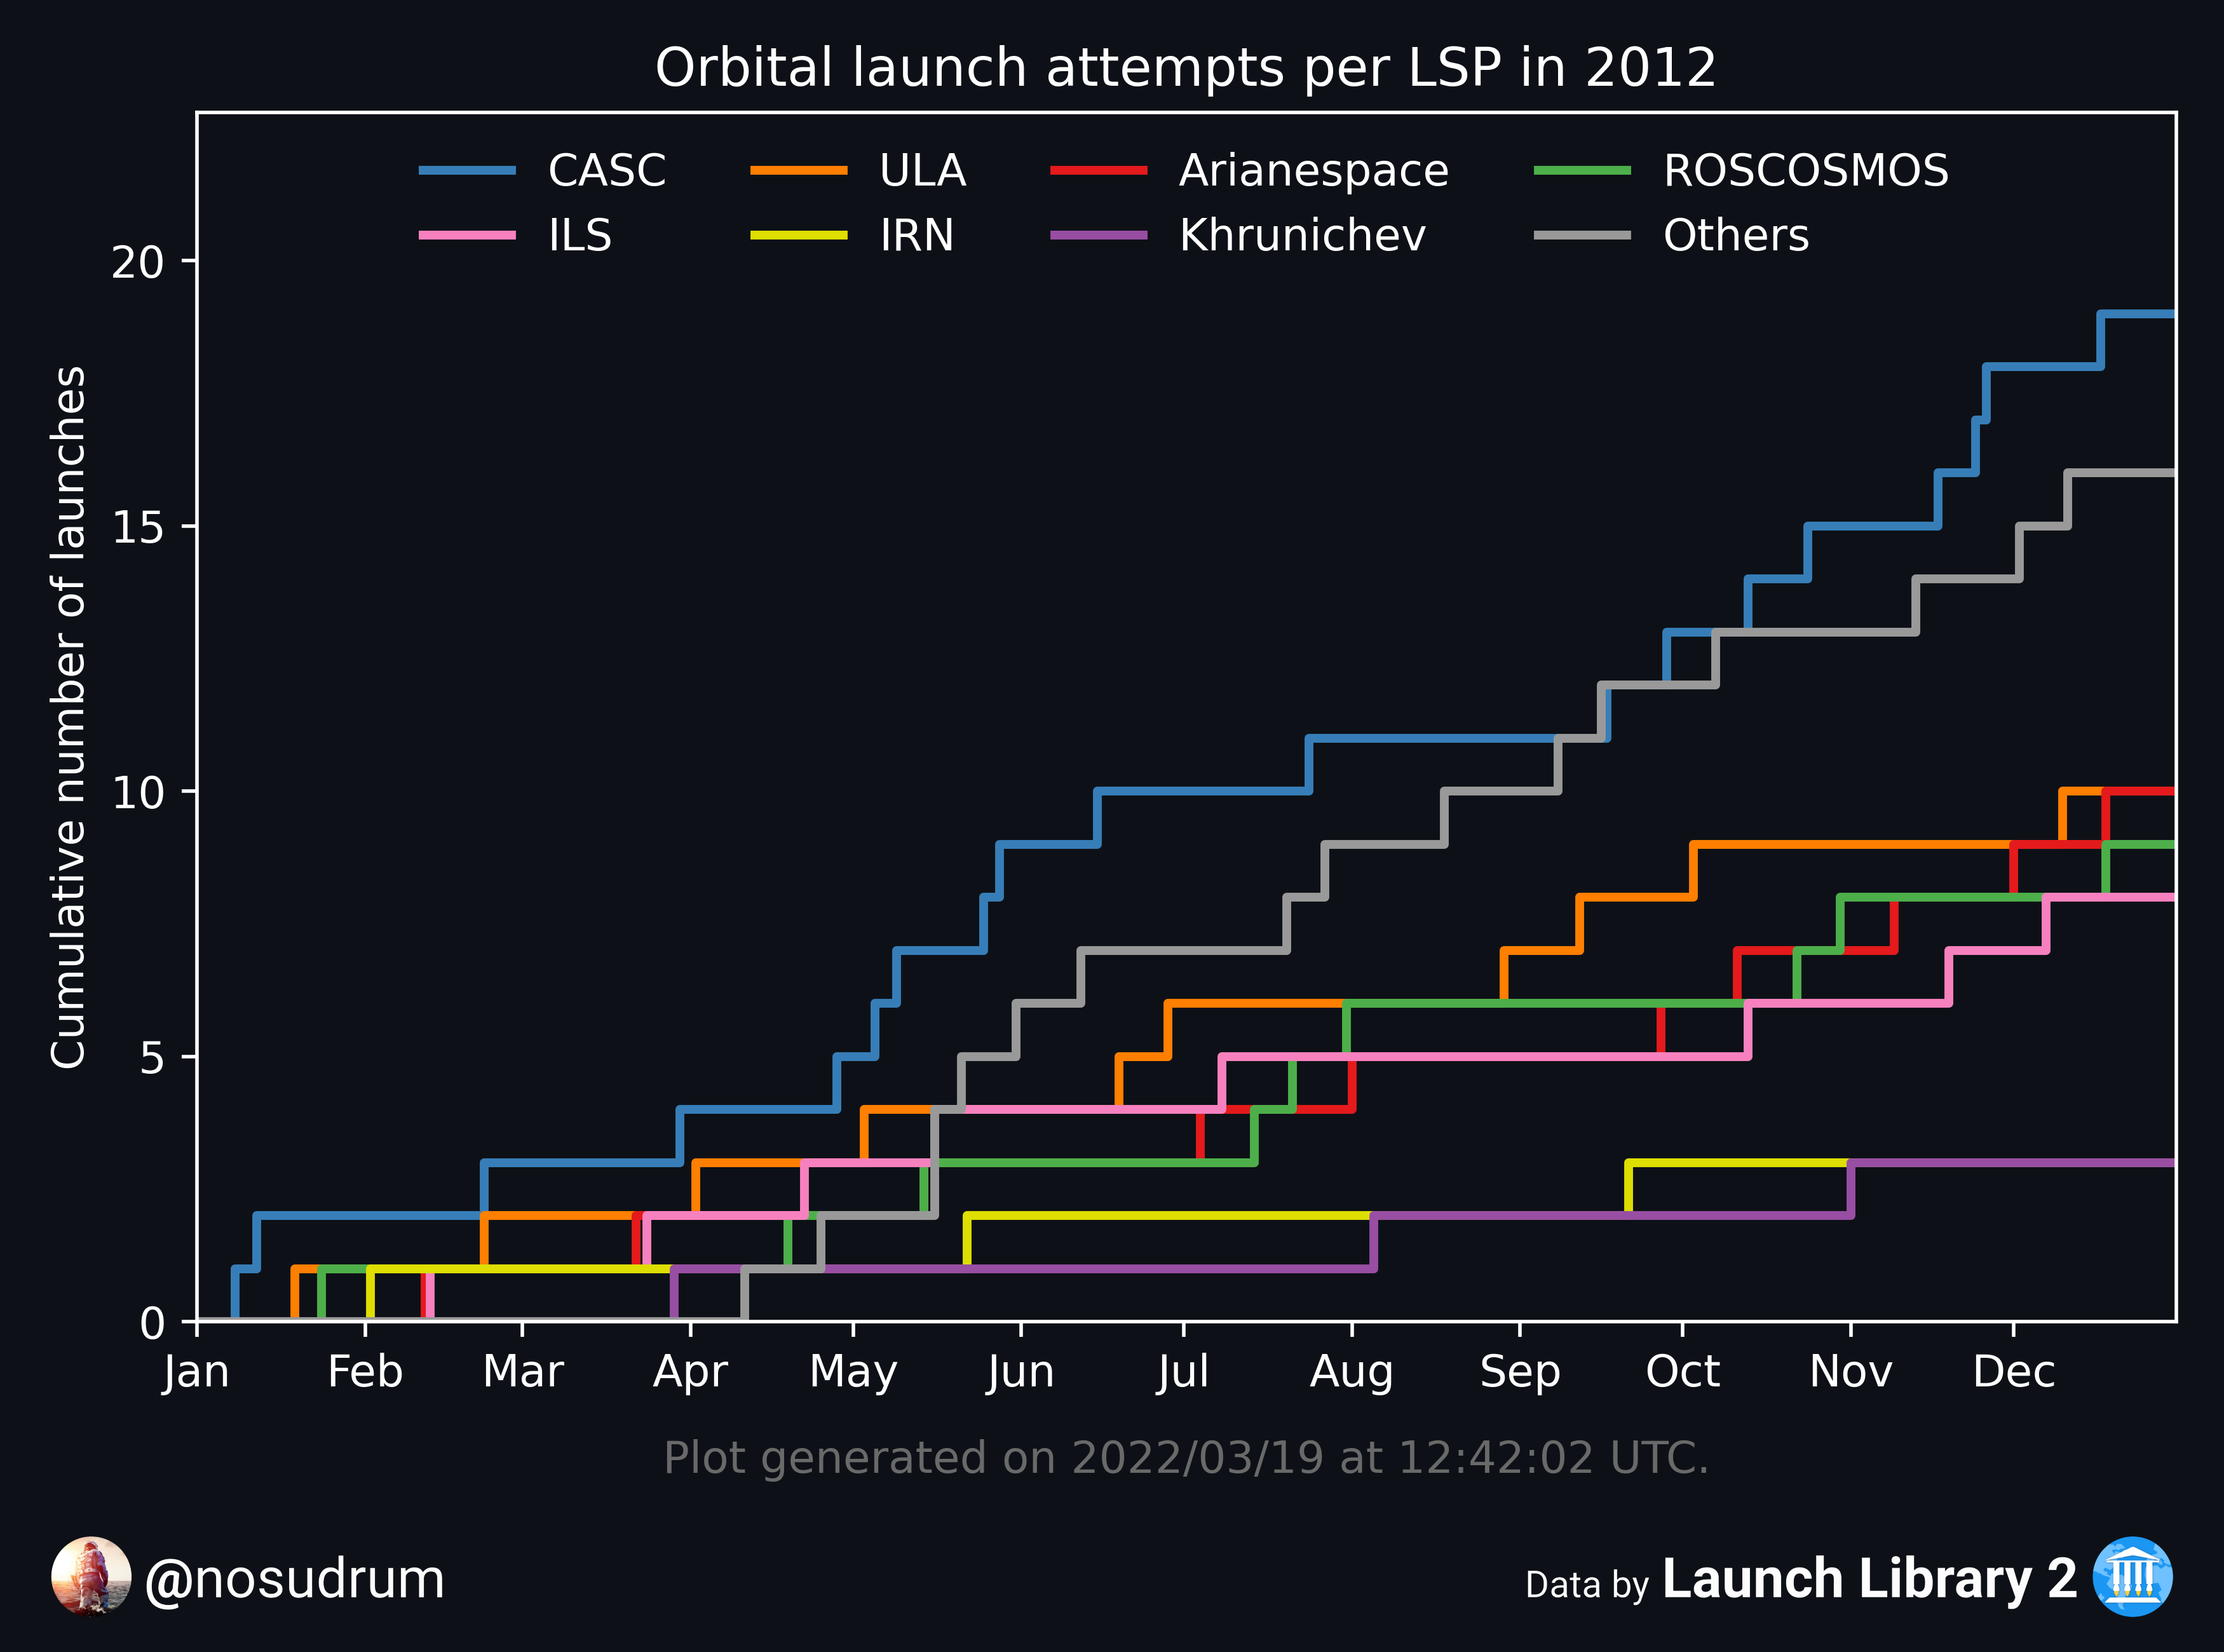 Orbital launch attempts per LSP in 2012
CASC ULA Arianespace ROSCOSMOS
ILS IRN Khrunichev Others
Cumulative number of launches
20
15
10
5
0
Jan Feb Mar Apr May Jun Jul Aug Sep Oct Nov Dec
Plot generated on 2022/03/19 at 12:42:02 UTC.
@nosudrum
Data by Launch Library 2